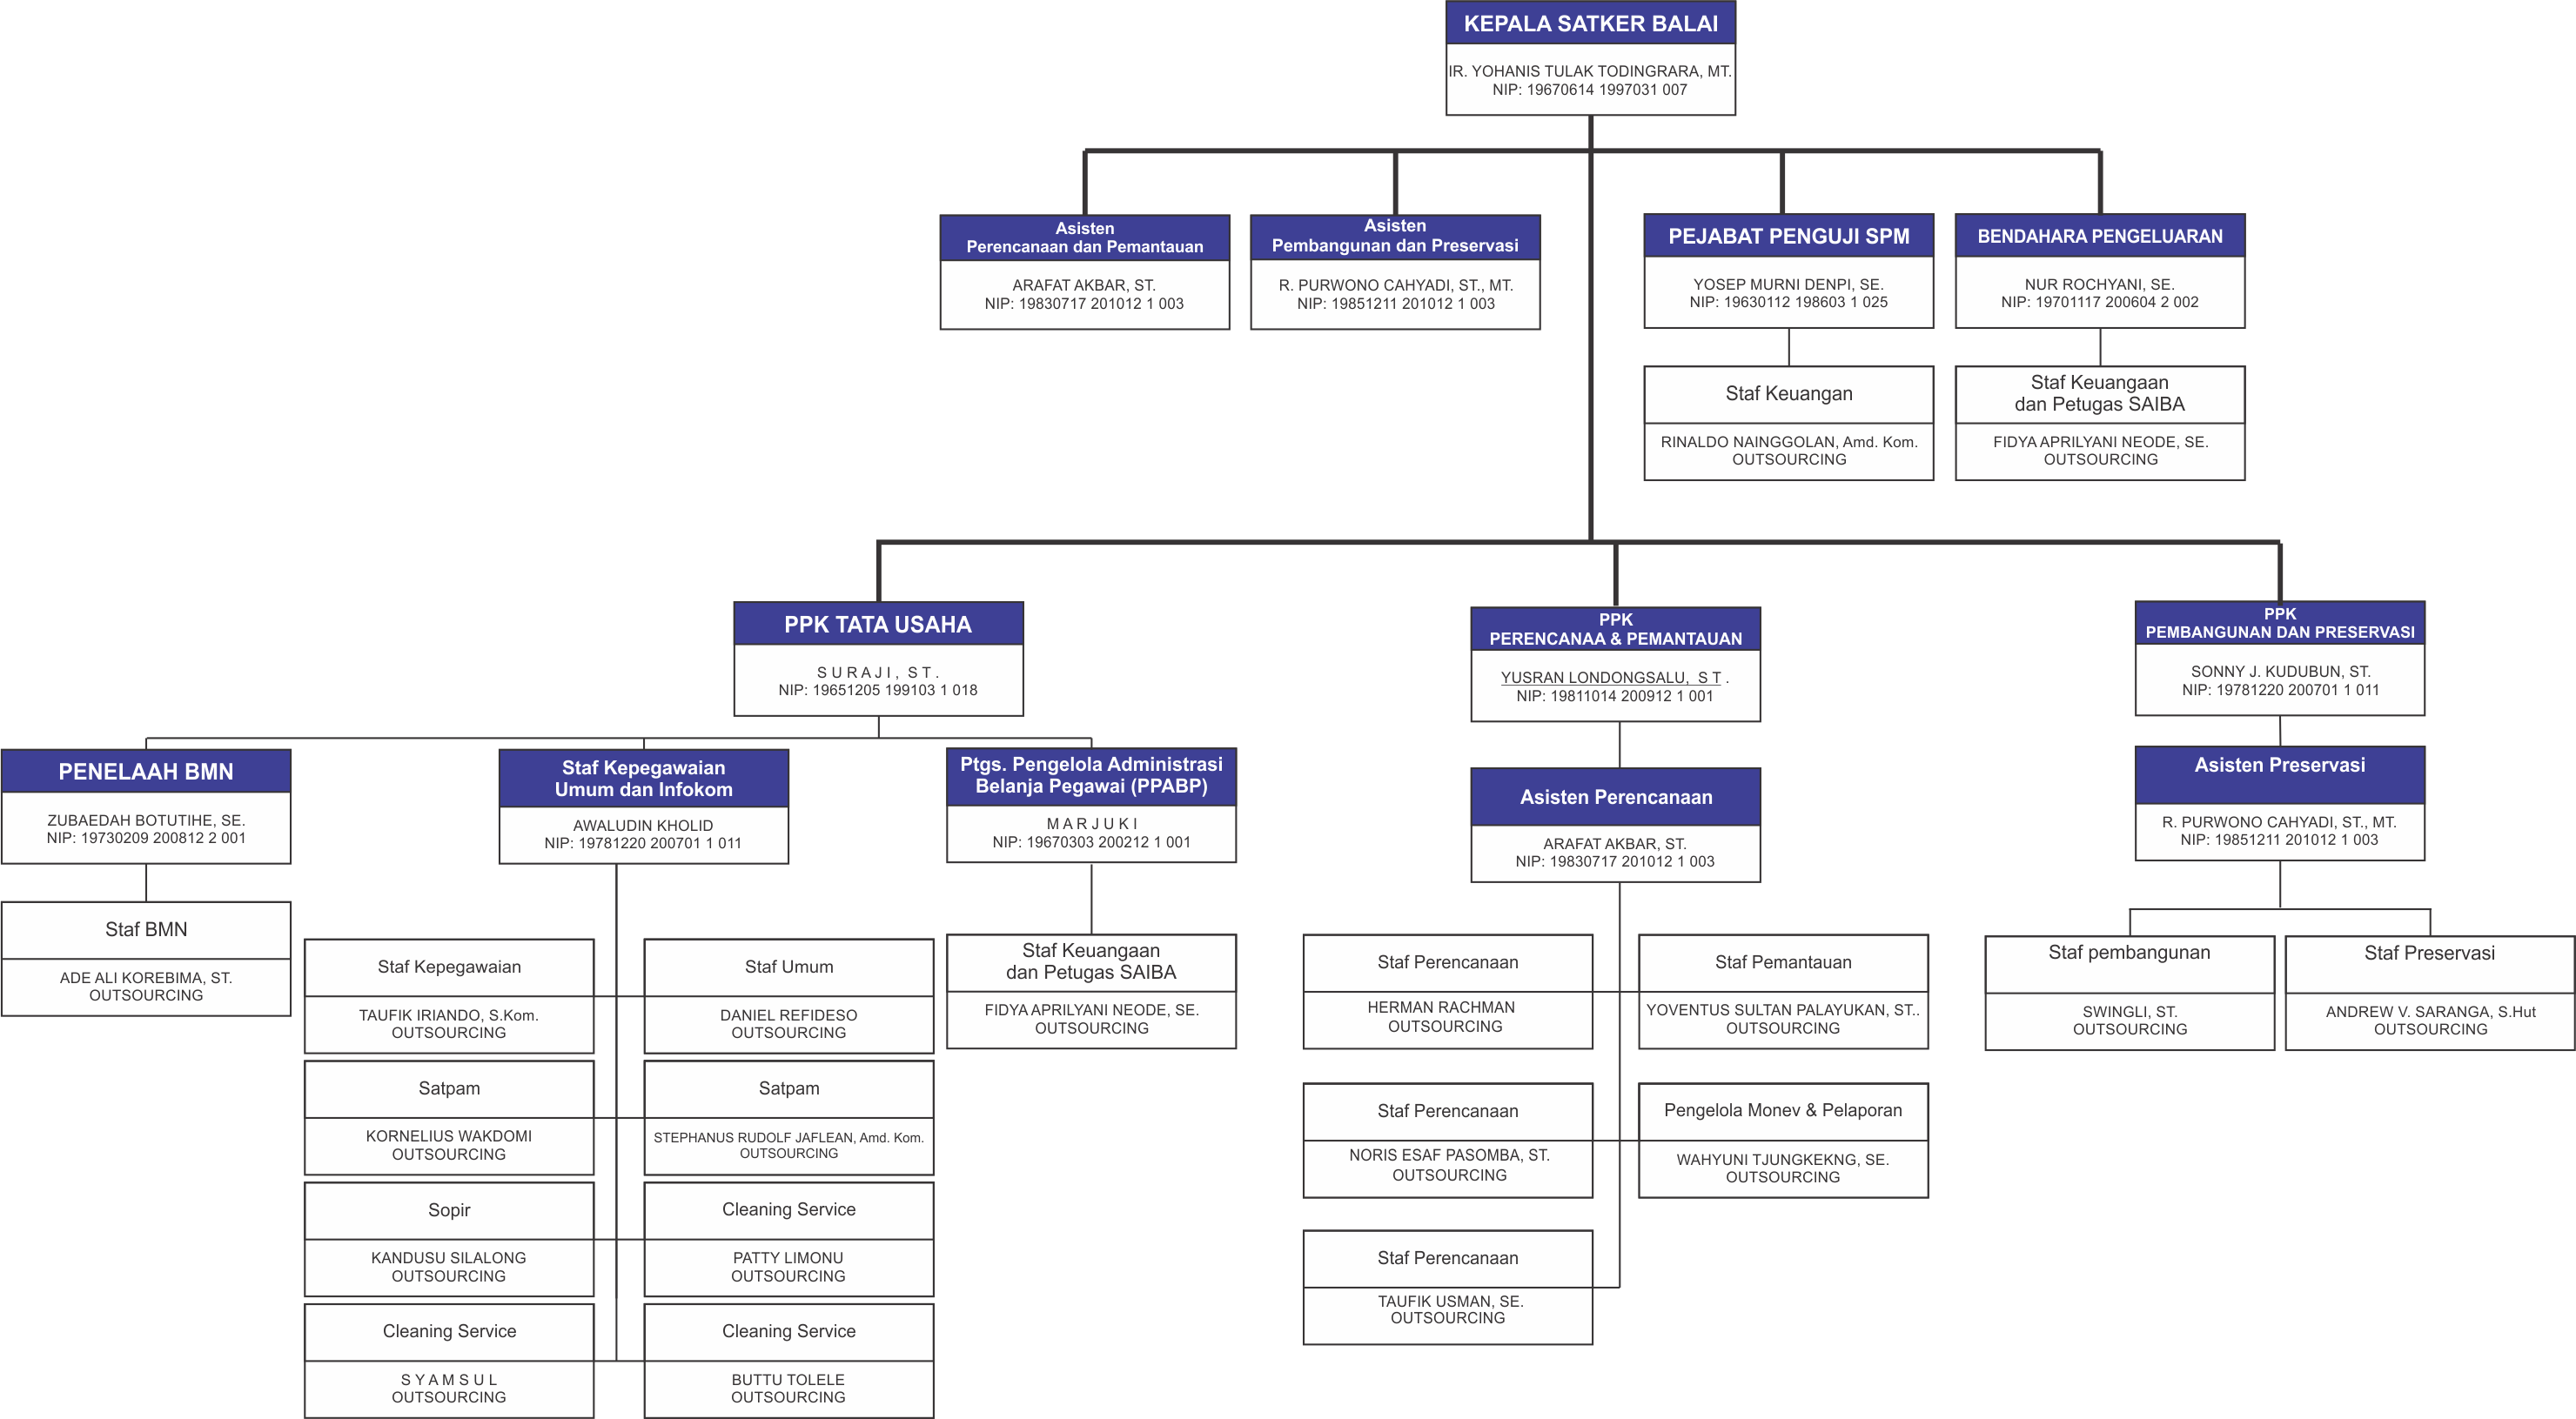 KEPALA SATKER BALAI
IR. YOHANIS TULAK TODINGRARA, MT.
NIP: 19670614 1997031 007
Asisten
Perencanaan dan Pemantauan
ARAFAT AKBAR, ST.
NIP: 19830717 201012 1 003
Asisten
Pembangunan dan Preservasi
R. PURWONO CAHYADI, ST., MT.
NIP: 19851211 201012 1 003
PEJABAT PENGUJI SPM
YOSEP MURNI DENPI, SE.
NIP: 19630112 198603 1 025
BENDAHARA PENGELUARAN
NUR ROCHYANI, SE.
NIP: 19701117 200604 2 002
Staf Keuangan
RINALDO NAINGGOLAN, Amd. Kom.
OUTSOURCING
Staf Keuangaan
dan Petugas SAIBA
FIDYA APRILYANI NEODE, SE.
OUTSOURCING
PPK TATA USAHA
S U R A J I , S T .
NIP: 19651205 199103 1 018
PPK
PERENCANAA & PEMANTAUAN
YUSRAN LONDONGSALU, S T .
NIP: 19811014 200912 1 001
PPK
PEMBANGUNAN DAN PRESERVASI
SONNY J. KUDUBUN, ST.
NIP: 19781220 200701 1 011
PENELAAH BMN
ZUBAEDAH BOTUTIHE, SE.
NIP: 19730209 200812 2 001
Staf Kepegawaian
Umum dan Infokom
AWALUDIN KHOLID
NIP: 19781220 200701 1 011
Ptgs. Pengelola Administrasi
Belanja Pegawai (PPABP)
M A R J U K I
NIP: 19670303 200212 1 001
Asisten Perencanaan
ARAFAT AKBAR, ST.
NIP: 19830717 201012 1 003
Asisten Preservasi
R. PURWONO CAHYADI, ST., MT.
NIP: 19851211 201012 1 003
Staf BMN
ADE ALI KOREBIMA, ST.
OUTSOURCING
Staf Kepegawaian
TAUFIK IRIANDO, S.Kom.
OUTSOURCING
Staf Umum
DANIEL REFIDESO
OUTSOURCING
Staf Keuangaan
dan Petugas SAIBA
FIDYA APRILYANI NEODE, SE.
OUTSOURCING
Staf Perencanaan
HERMAN RACHMAN
OUTSOURCING
Staf Pemantauan
YOVENTUS SULTAN PALAYUKAN, ST..
OUTSOURCING
Staf pembangunan
SWINGLI, ST.
OUTSOURCING
Staf Preservasi
ANDREW V. SARANGA, S.Hut
OUTSOURCING
Satpam
KORNELIUS WAKDOMI
OUTSOURCING
Satpam
STEPHANUS RUDOLF JAFLEAN, Amd. Kom.
OUTSOURCING
Staf Perencanaan
NORIS ESAF PASOMBA, ST.
OUTSOURCING
Pengelola Monev & Pelaporan
WAHYUNI TJUNGKEKNG, SE.
OUTSOURCING
Sopir
KANDUSU SILALONG
OUTSOURCING
Cleaning Service
PATTY LIMONU
OUTSOURCING
Staf Perencanaan
TAUFIK USMAN, SE.
OUTSOURCING
Cleaning Service
S Y A M S U L
OUTSOURCING
Cleaning Service
BUTTU TOLELE
OUTSOURCING